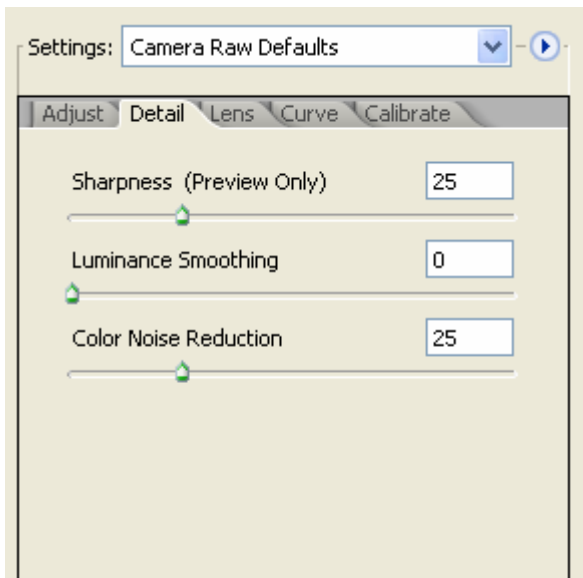 Settings: Camera Raw Defaults
Adjust Detail Lens Curve Calibrate
Sharpness (Preview Only) 25
Luminance Smoothing 0
Color Noise Reduction 25